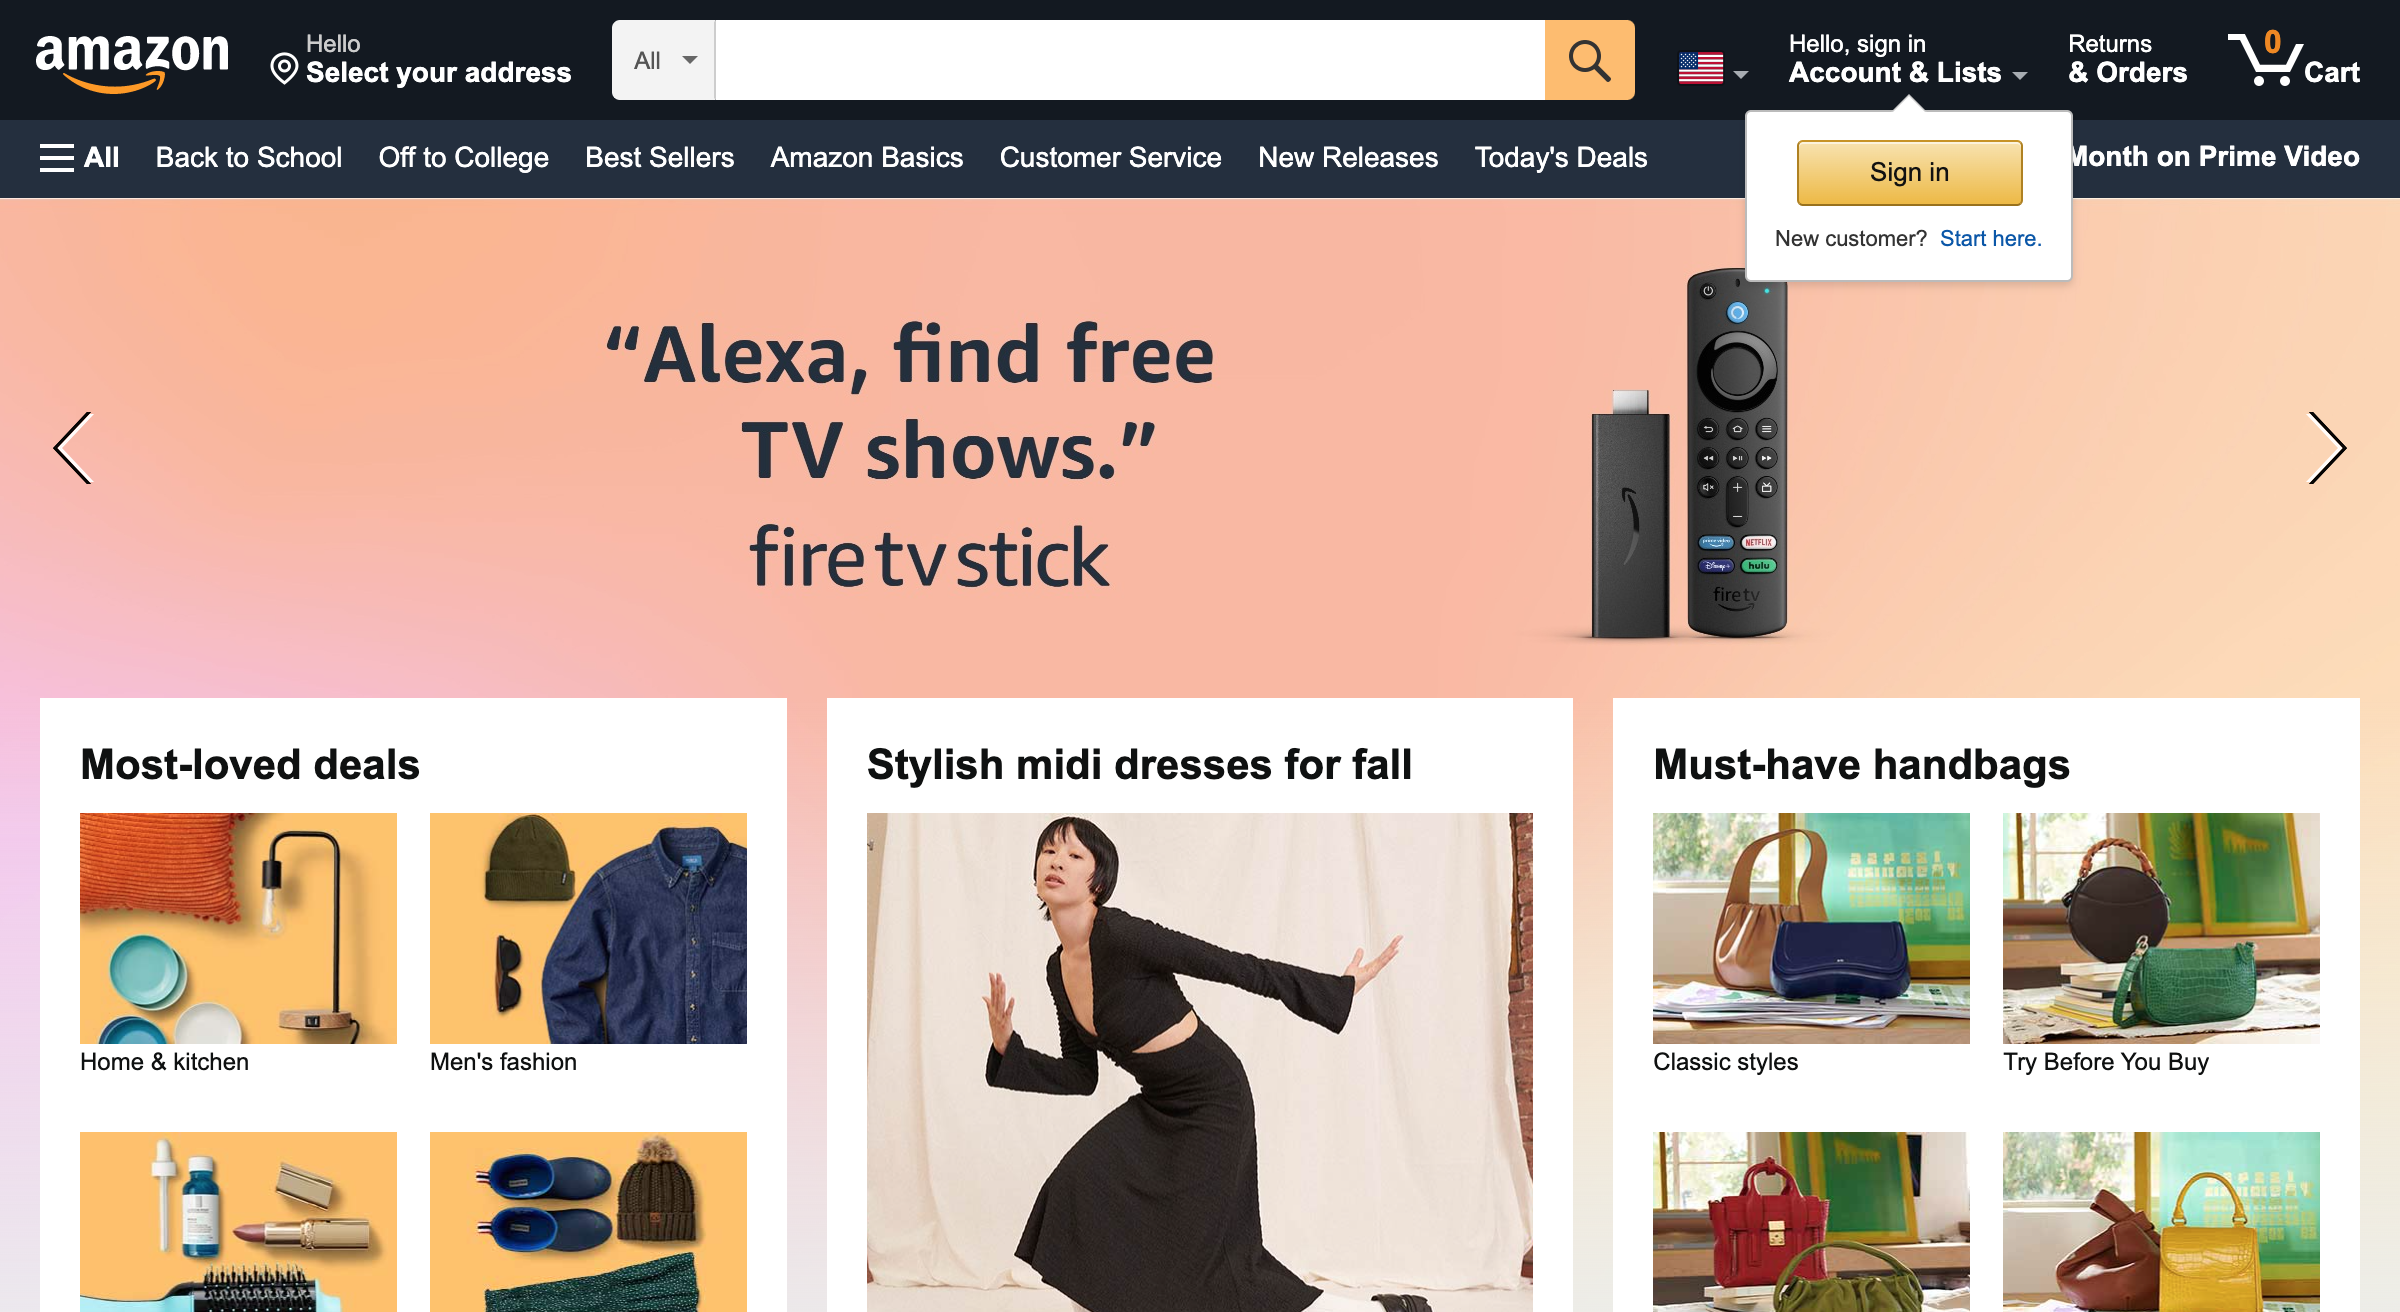 amazon
Hello
Select your address
All
Hello, sign in
Account & Lists
Returns
& Orders
0
Cart
All
Back to School
Off to College
Best Sellers
Amazon Basics
Customer Service
New Releases
Today's Deals
Month on Prime Video
Sign in
New customer? Start here.
“Alexa, find free
TV shows.”
fire tv stick
prime video
NETFLIX
Disney+
hulu
fire tv
Most-loved deals
Stylish midi dresses for fall
Must-have handbags
Home & kitchen
Men's fashion
Classic styles
Try Before You Buy